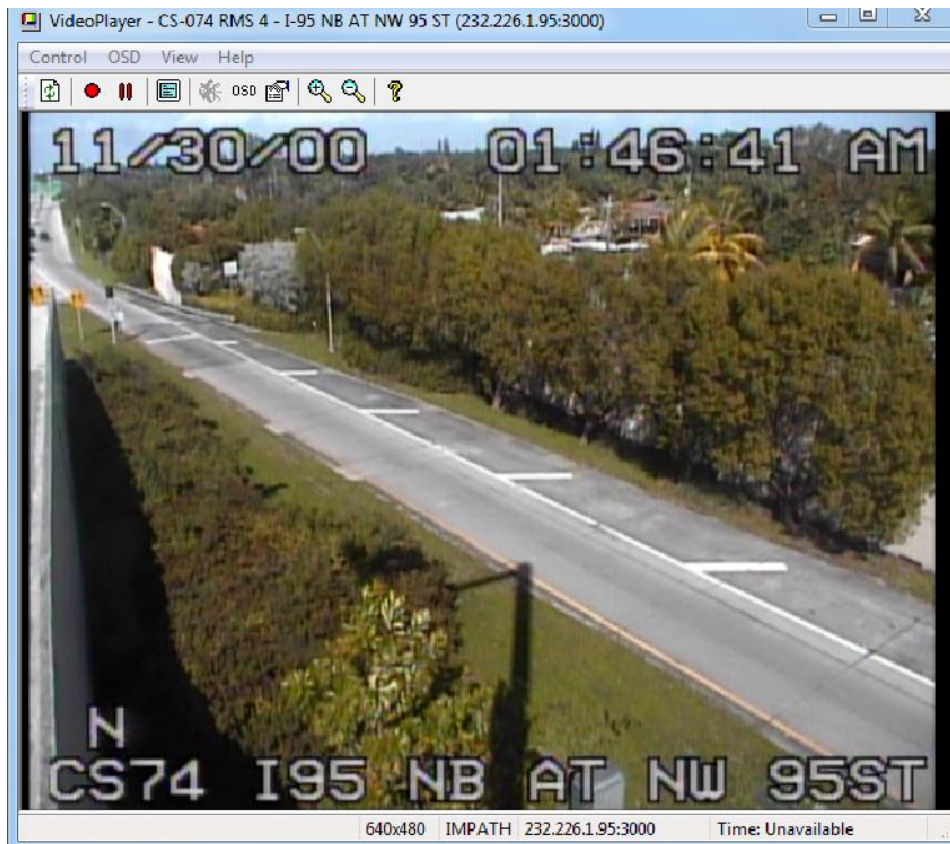 VideoPlayer - CS-074 RMS 4 - I-95 NB AT NW 95 ST (232.226.1.95:3000)
Control OSD View Help
OSD
11/30/00 01:46:41 AM
N
CS74 I95 NB AT NW 95ST
640x480 IMPATH 232.226.1.95:3000 Time: Unavailable